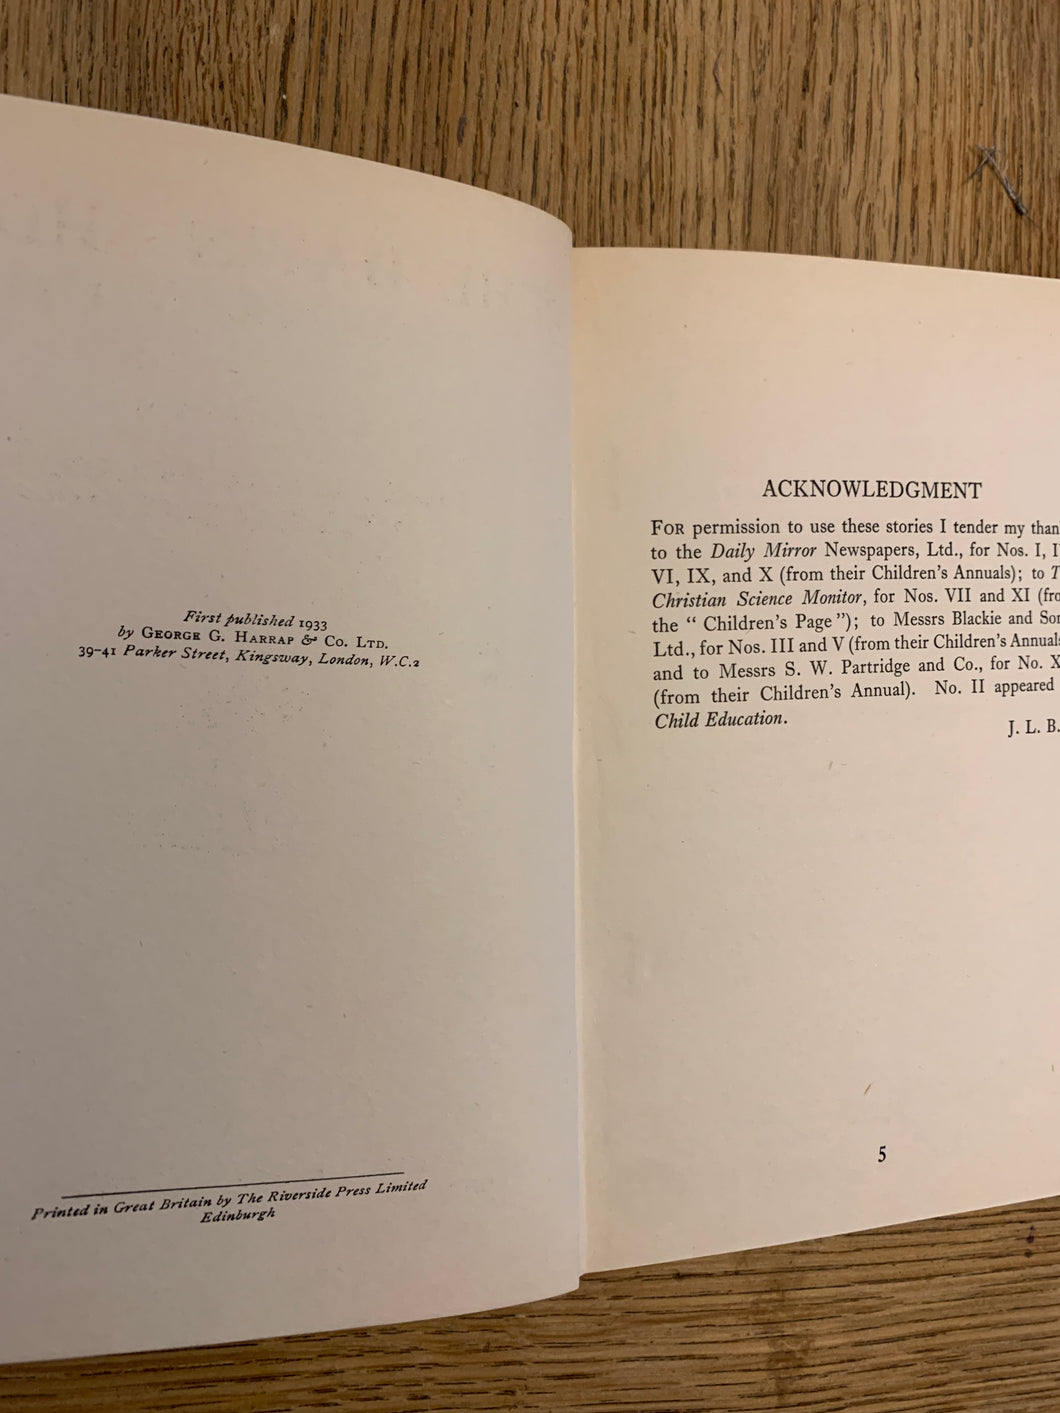 First published 1933
by George G. Harrap & Co. Ltd.
39-41 Parker Street, Kingsway, London, W.C.2
Printed in Great Britain by The Riverside Press Limited
Edinburgh
ACKNOWLEDGMENT
For permission to use these stories I tender my
to the Daily Mirror Newspapers, Ltd., for Nos. I,
VI, IX, and X (from their Children's Annuals); to
Christian Science Monitor, for Nos. VII and XI
the “ Children's Page ”); to Messrs Blackie and
Ltd., for Nos. III and V (from their Children's
and to Messrs S. W. Partridge and Co., for No.
(from their Children's Annual). No. II appeared
Child Education.
J. L. B.
5